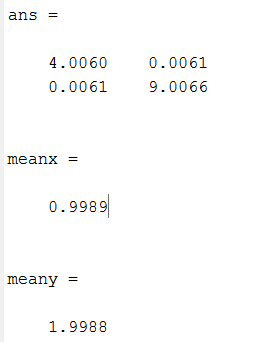 ans =
4.0060 0.0061
0.0061 9.0066
meanx =
0.9989
meany =
1.9988